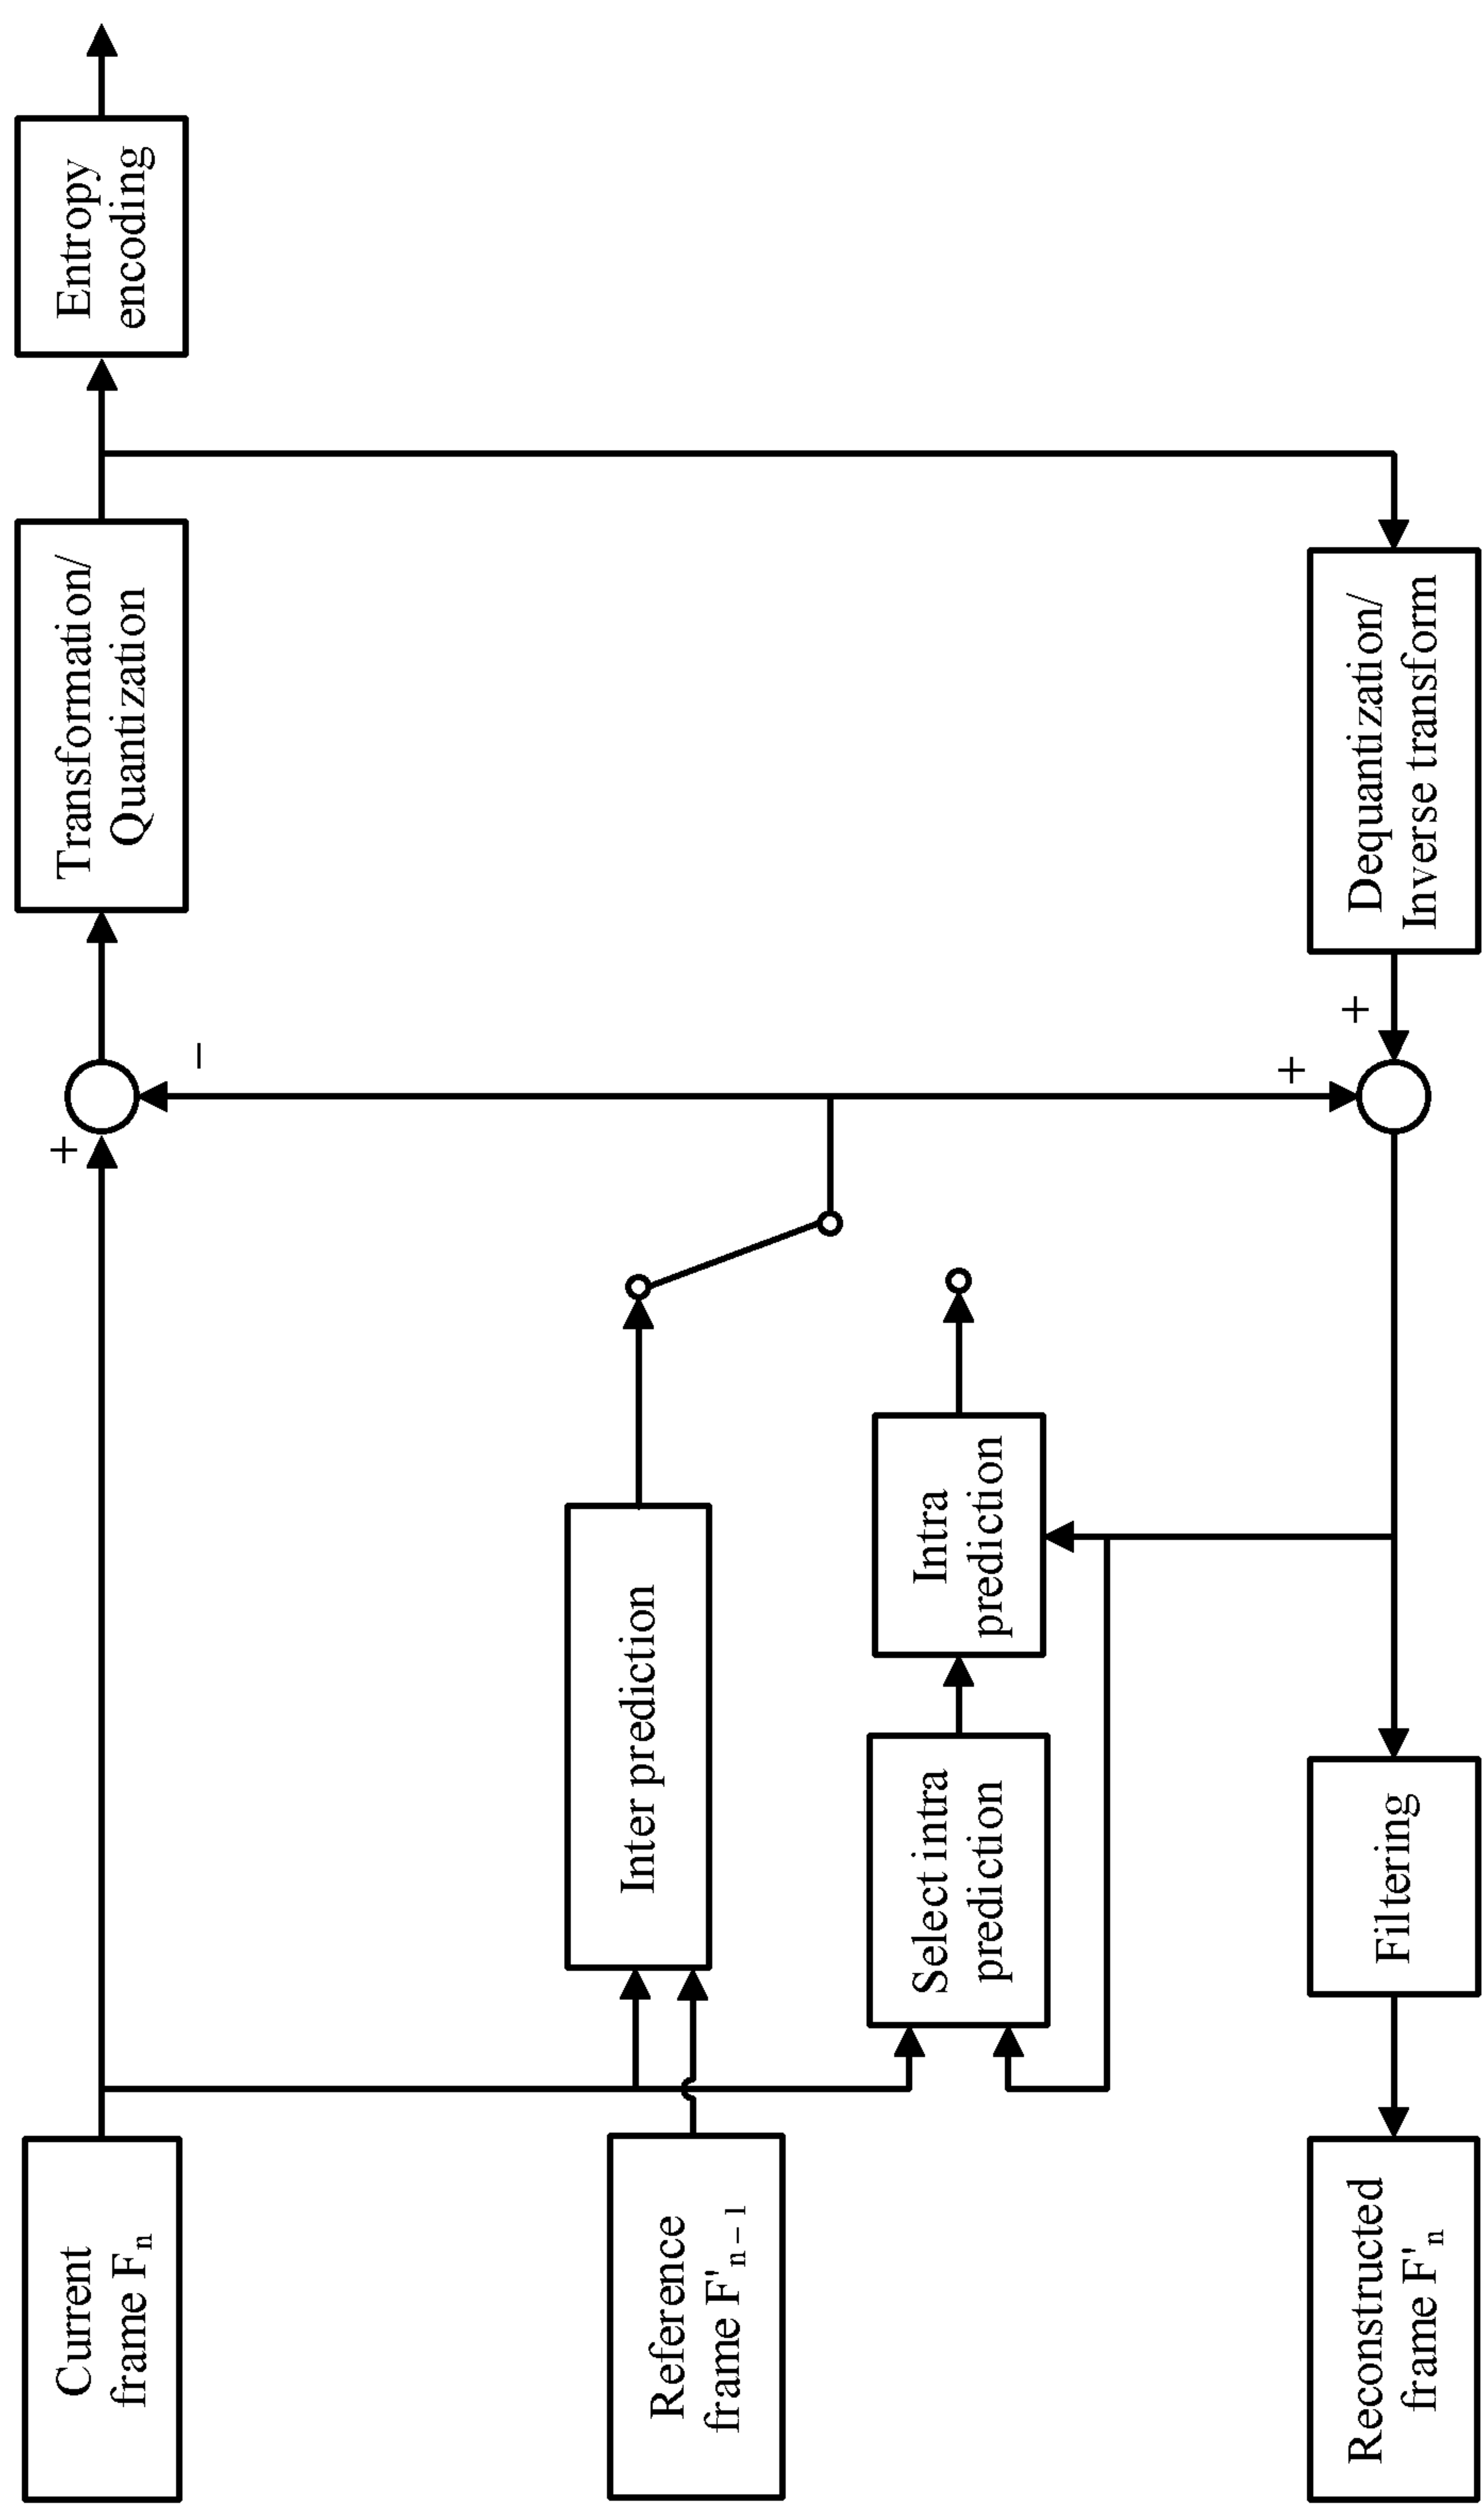 Current
frame Fn
+
−
Transformation/
Quantization
Entropy
encoding
Reference
frame F'n−1
Inter prediction
Select intra
prediction
Intra
prediction
+
+
Reconstructed
frame F'n
Filtering
Dequantization/
Inverse transform